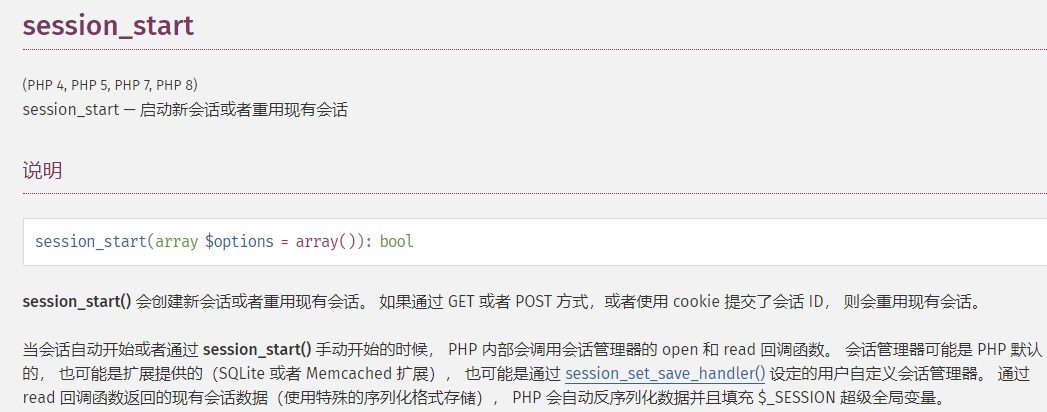 session_start
(PHP 4, PHP 5, PHP 7, PHP 8)
session_start — 启动新会话或者重用现有会话
说明
session_start(array $options = array()): bool
session_start() 会创建新会话或者重用现有会话。 如果通过 GET 或者 POST 方式，或者使用 cookie 提交了会话 ID， 则会重用现有会话。
当会话自动开始或者通过 session_start() 手动开始的时候， PHP 内部会调用会话管理器的 open 和 read 回调函数。 会话管理器可能是 PHP 默认
的， 也可能是扩展提供的（SQLite 或者 Memcached 扩展）， 也可能是通过 session_set_save_handler() 设定的用户自定义会话管理器。 通过
read 回调函数返回的现有会话数据（使用特殊的序列化格式存储）， PHP 会自动反序列化数据并且填充 $_SESSION 超级全局变量。